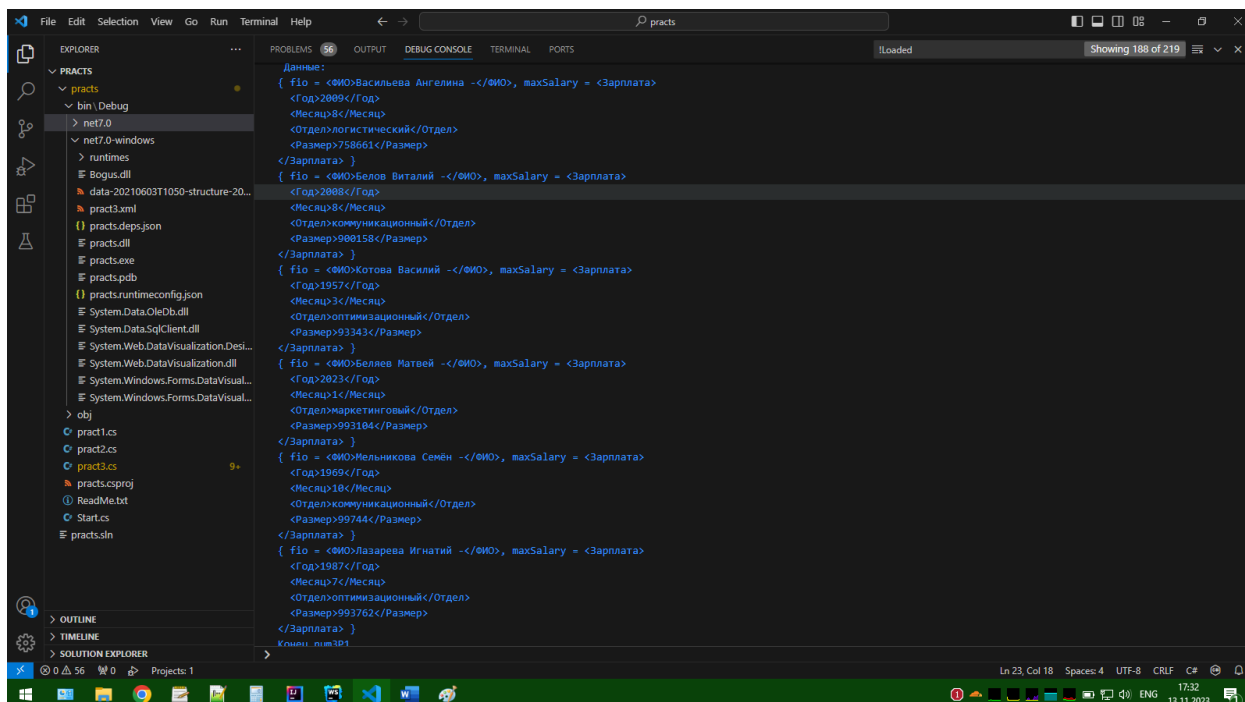 File Edit Selection View Go Run Terminal Help
practs
EXPLORER
PRACTS
practs
bin \ Debug
net7.0
net7.0-windows
runtimes
Bogus.dll
data-20210603T1050-structure-20...
pract3.xml
practs.deps.json
practs.dll
practs.exe
practs.pdb
practs.runtimeconfig.json
System.Data.OleDb.dll
System.Data.SqlClient.dll
System.Web.DataVisualization.Desi...
System.Web.DataVisualization.dll
System.Windows.Forms.DataVisual...
System.Windows.Forms.DataVisual...
obj
pract1.cs
pract2.cs
pract3.cs 9+
practs.csproj
ReadMe.txt
Start.cs
practs.sln
OUTLINE
TIMELINE
SOLUTION EXPLORER
PROBLEMS 56 OUTPUT DEBUG CONSOLE TERMINAL PORTS
!Loaded Showing 188 of 219
Данные:
{ fio = <ФИО>Васильева Ангелина -</ФИО>, maxSalary = <Зарплата>
<Год>2009</Год>
<Месяц>8</Месяц>
<Отдел>логистический</Отдел>
<Размер>758661</Размер>
</Зарплата> }
{ fio = <ФИО>Белов Виталий -</ФИО>, maxSalary = <Зарплата>
<Год>2008</Год>
<Месяц>8</Месяц>
<Отдел>коммуникационный</Отдел>
<Размер>900158</Размер>
</Зарплата> }
{ fio = <ФИО>Котова Василий -</ФИО>, maxSalary = <Зарплата>
<Год>1957</Год>
<Месяц>3</Месяц>
<Отдел>оптимизационный</Отдел>
<Размер>93343</Размер>
</Зарплата> }
{ fio = <ФИО>Беляев Матвей -</ФИО>, maxSalary = <Зарплата>
<Год>2023</Год>
<Месяц>1</Месяц>
<Отдел>маркетинговый</Отдел>
<Размер>993104</Размер>
</Зарплата> }
{ fio = <ФИО>Мельникова Семён -</ФИО>, maxSalary = <Зарплата>
<Год>1969</Год>
<Месяц>10</Месяц>
<Отдел>коммуникационный</Отдел>
<Размер>99744</Размер>
</Зарплата> }
{ fio = <ФИО>Лазарева Игнатий -</ФИО>, maxSalary = <Зарплата>
<Год>1987</Год>
<Месяц>7</Месяц>
<Отдел>оптимизационный</Отдел>
<Размер>993762</Размер>
</Зарплата> }
Конец num3P1
>
1
0 56 0 Projects: 1
Ln 23, Col 18 Spaces: 4 UTF-8 CRLF C#
ENG 17:32
13.11.2023